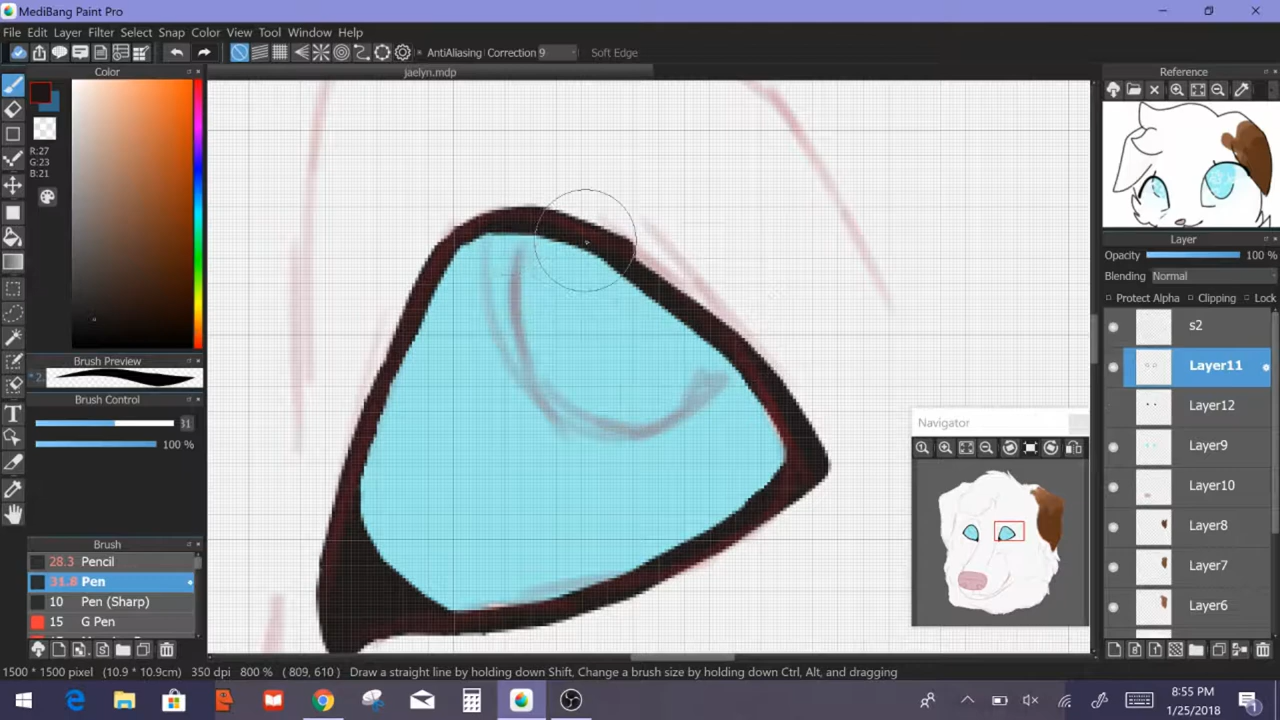 MediBang Paint Pro
File Edit Layer Filter Select Snap Color View Tool Window Help
AntiAliasing Correction 9 Soft Edge
Color
jaelyn.mdp
Reference
R:27
G:23
B:21
Layer
Opacity 100 %
Blending Normal
Protect Alpha Clipping Lock
s2
Layer11
Layer12
Layer9
Layer10
Layer8
Layer7
Layer6
Brush Preview
Brush Control
31
100 %
Navigator
Brush
28.3 Pencil
31.8 Pen
10 Pen (Sharp)
15 G Pen
1500 * 1500 pixel (10.9 * 10.9cm) 350 dpi 800 % ( 809, 610 ) Draw a straight line by holding down Shift, Change a brush size by holding down Ctrl, Alt, and dragging
8:55 PM
1/25/2018